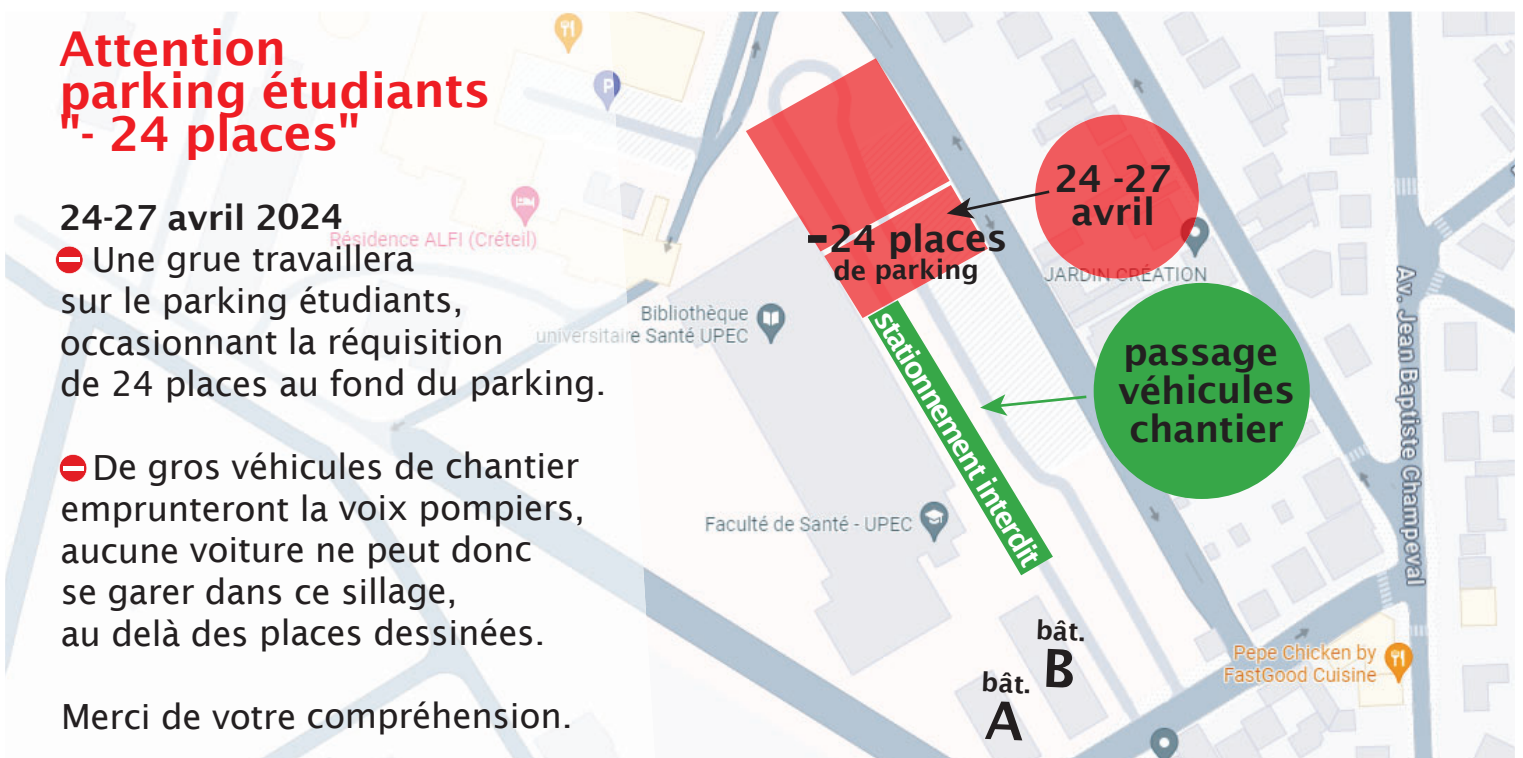 Attention
parking étudiants
"- 24 places"
24-27 avril 2024
Une grue travaillera
sur le parking étudiants,
occasionnant la réquisition
de 24 places au fond du parking.
De gros véhicules de chantier
emprunteront la voix pompiers,
aucune voiture ne peut donc
se garer dans ce sillage,
au delà des places dessinées.
Merci de votre compréhension.
P
Résidence ALFI (Créteil)
24 -27
avril
-24 places
de parking
JARDIN CRÉATION
Bibliothèque
universitaire Santé UPEC
stationnement interdit
passage
véhicules
chantier
Av. Jean Baptiste Champeval
Faculté de Santé - UPEC
bât.
B
bât.
A
Pepe Chicken by
FastGood Cuisine